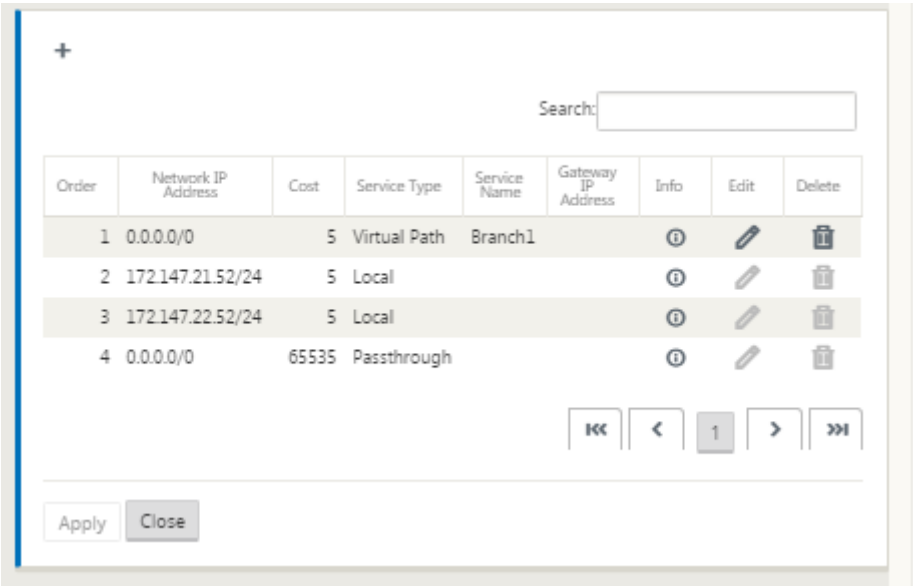 +
Search:
Order Network IP Address Cost Service Type Service Name Gateway IP Address Info Edit Delete
1 0.0.0.0/0 5 Virtual Path Branch1
2 172.147.21.52/24 5 Local
3 172.147.22.52/24 5 Local
4 0.0.0.0/0 65535 Passthrough
1
Apply Close